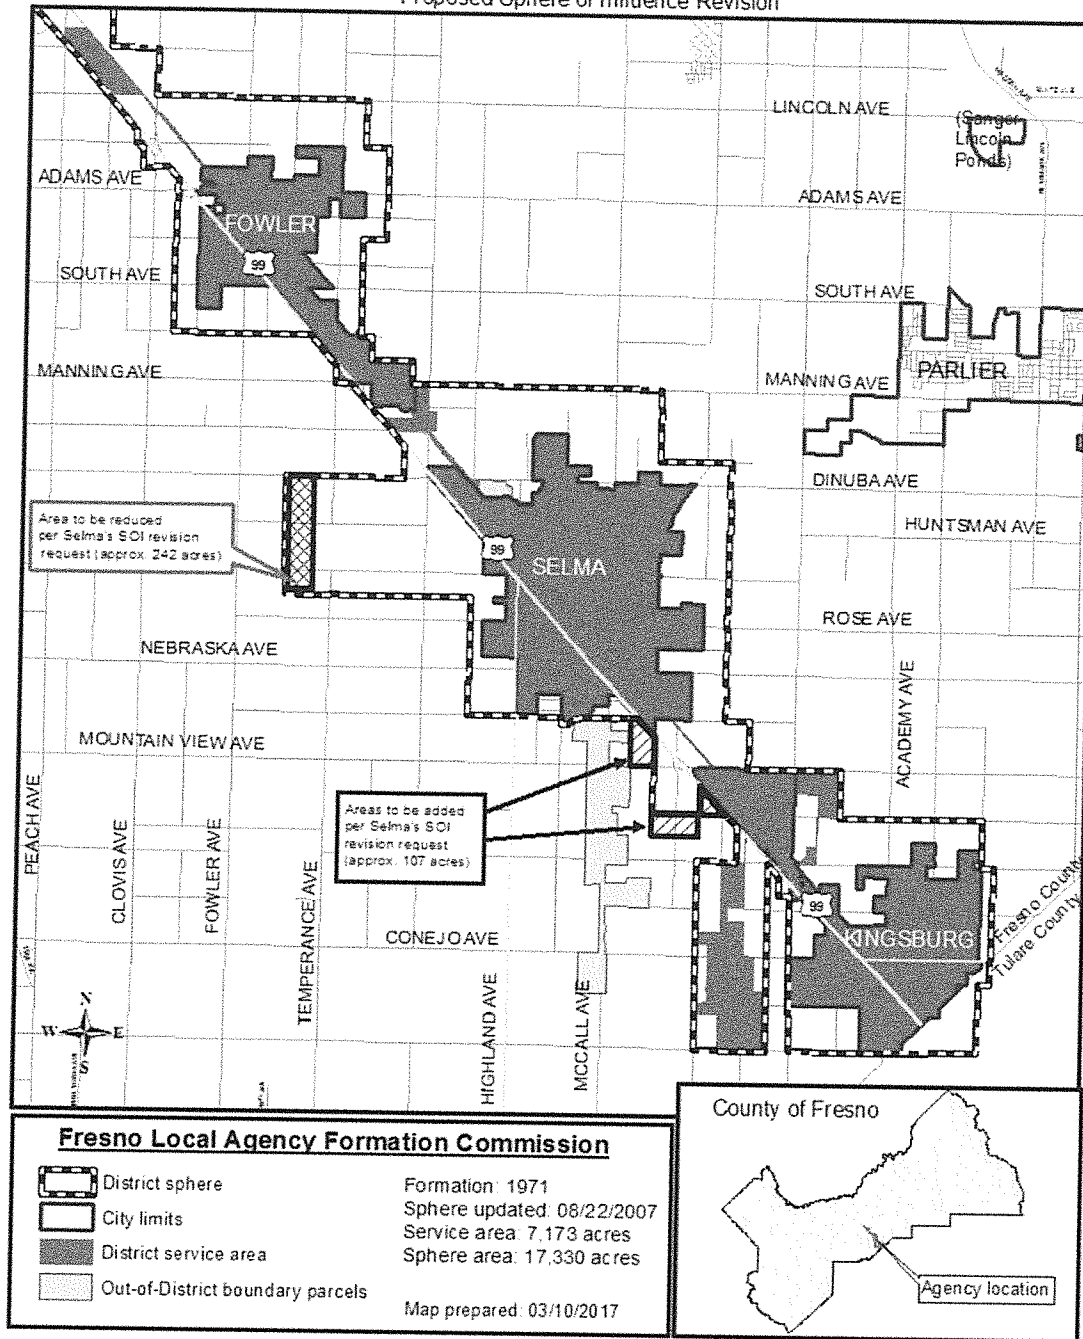 Proposed Sphere of Influence Revision
LINCOLN AVE
(Sanger
Lincoln
Ponds)
ADAMS AVE
ADAMS AVE
FOWLER
99
SOUTH AVE
SOUTH AVE
MANNING AVE
MANNING AVE
PARLIER
DINUBA AVE
HUNTSMAN AVE
Area to be reduced
per Selma's SOI revision
request (approx. 242 acres)
99
SELMA
ROSE AVE
NEBRASKA AVE
ACADEMY AVE
MOUNTAIN VIEW AVE
Areas to be added
per Selma's SOI
revision request
(approx. 107 acres)
PEACH AVE
CLOVIS AVE
FOWLER AVE
TEMPERANCE AVE
99
CONEJO AVE
KINGSBURG
Fresno County
Tulare County
HIGHLAND AVE
MCCALL AVE
N
W
E
S
Fresno Local Agency Formation Commission
District sphere
City limits
District service area
Out-of-District boundary parcels
Formation: 1971
Sphere updated: 08/22/2007
Service area: 7,173 acres
Sphere area: 17,330 acres
Map prepared: 03/10/2017
County of Fresno
Agency location